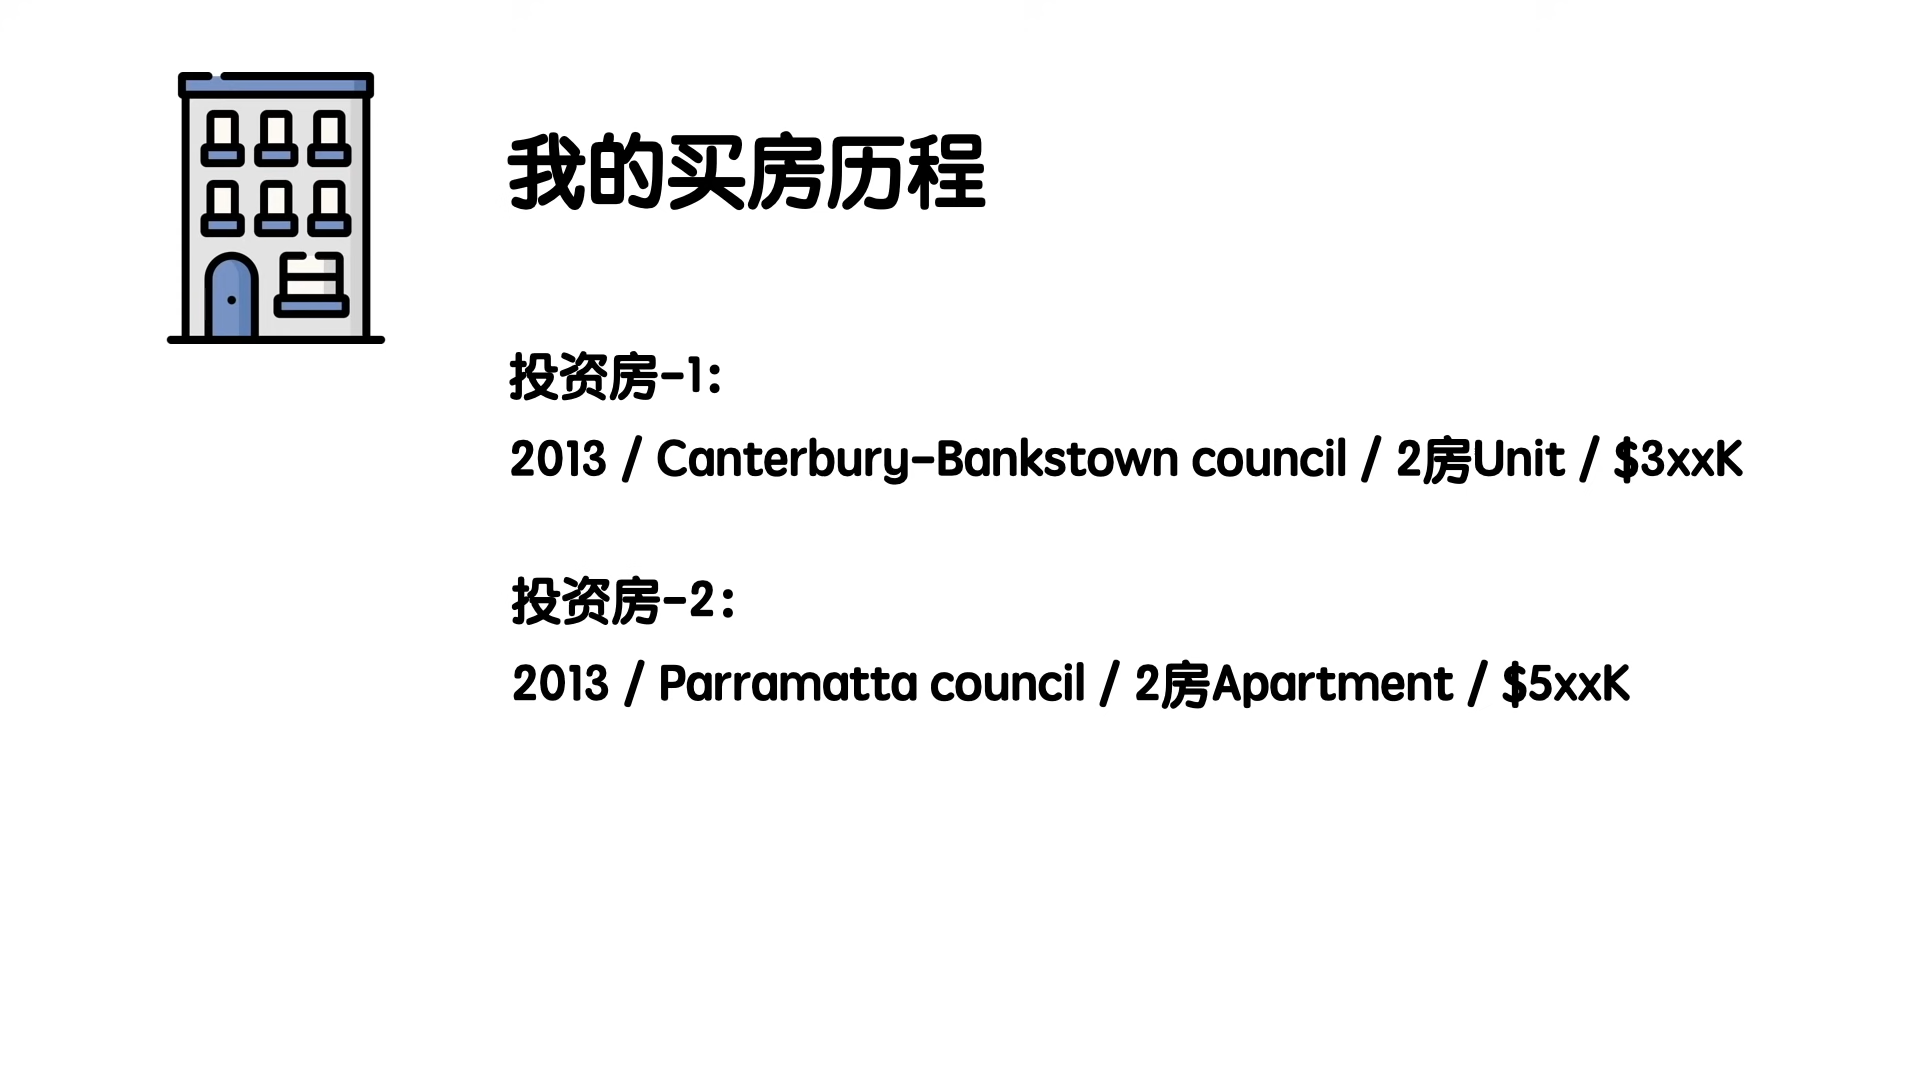 我的买房历程
投资房-1:
2013 / Canterbury-Bankstown council / 2房Unit / $3xxK
投资房-2:
2013 / Parramatta council / 2房Apartment / $5xxK